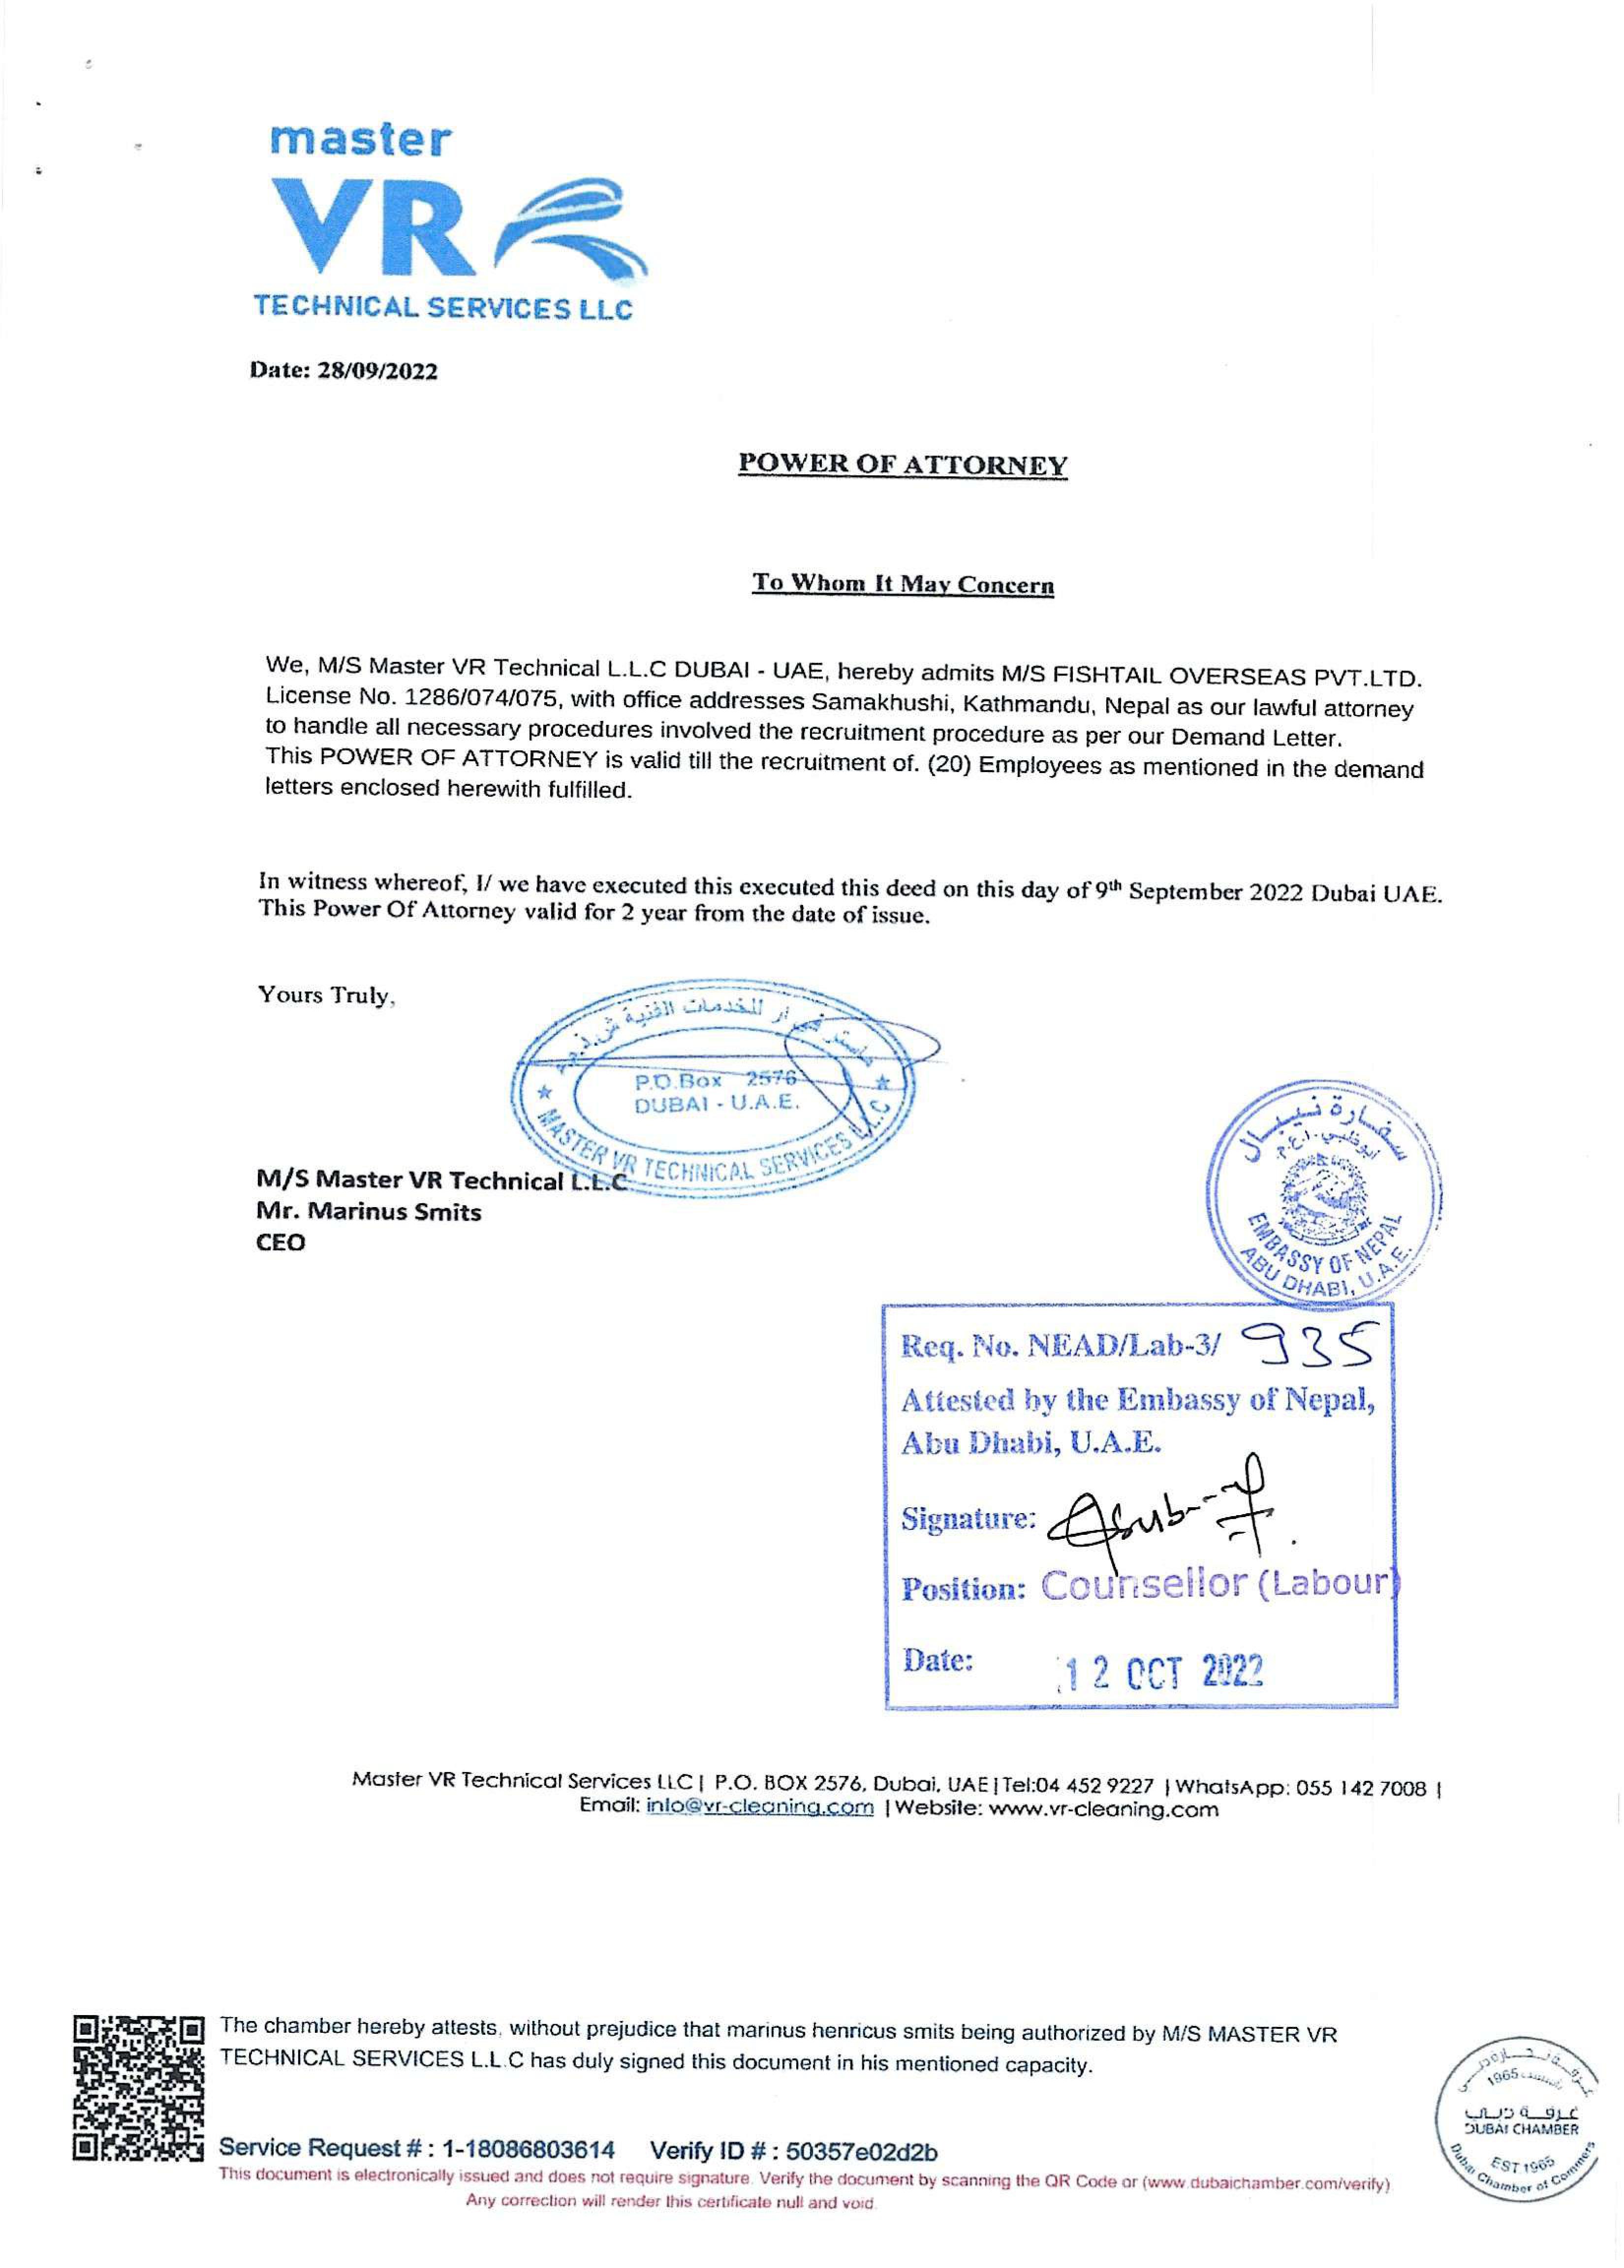 master
VR
TECHNICAL SERVICES LLC
Date: 28/09/2022
POWER OF ATTORNEY
To Whom It May Concern
We, M/S Master VR Technical L.L.C DUBAI - UAE, hereby admits M/S FISHTAIL OVERSEAS PVT.LTD.
License No. 1286/074/075, with office addresses Samakhushi, Kathmandu, Nepal as our lawful attorney
to handle all necessary procedures involved the recruitment procedure as per our Demand Letter.
This POWER OF ATTORNEY is valid till the recruitment of. (20) Employees as mentioned in the demand
letters enclosed herewith fulfilled.
In witness whereof, I/ we have executed this executed this deed on this day of 9th September 2022 Dubai UAE.
This Power Of Attorney valid for 2 year from the date of issue.
Yours Truly,
ماستر في ار للخدمات الفنية ش.ذ.م.م
P.O.Box 2576
DUBAI - U.A.E.
MASTER VR TECHNICAL SERVICES L.L.C
M/S Master VR Technical L.L.C
Mr. Marinus Smits
CEO
سفارة نيبال
أبوظبي - ا.ع.م
EMBASSY OF NEPAL
ABU DHABI, U.A.E.
Req. No. NEAD/Lab-3/ 935
Attested by the Embassy of Nepal,
Abu Dhabi, U.A.E.
Signature:
Position: Counsellor (Labour)
Date: 12 OCT 2022
Master VR Technical Services LLC | P.O. BOX 2576, Dubai, UAE | Tel:04 452 9227 | WhatsApp: 055 142 7008 |
Email: info@vr-cleaning.com | Website: www.vr-cleaning.com
The chamber hereby attests, without prejudice that marinus henricus smits being authorized by M/S MASTER VR
TECHNICAL SERVICES L.L.C has duly signed this document in his mentioned capacity.
Service Request # : 1-18086803614 Verify ID # : 50357e02d2b
This document is electronically issued and does not require signature. Verify the document by scanning the QR Code or (www.dubaichamber.com/verify)
Any correction will render this certificate null and void.
غرفة تجارة دبي
تأسست 1965
غرفة دبي
DUBAI CHAMBER
EST 1965
Dubai Chamber of Commerce